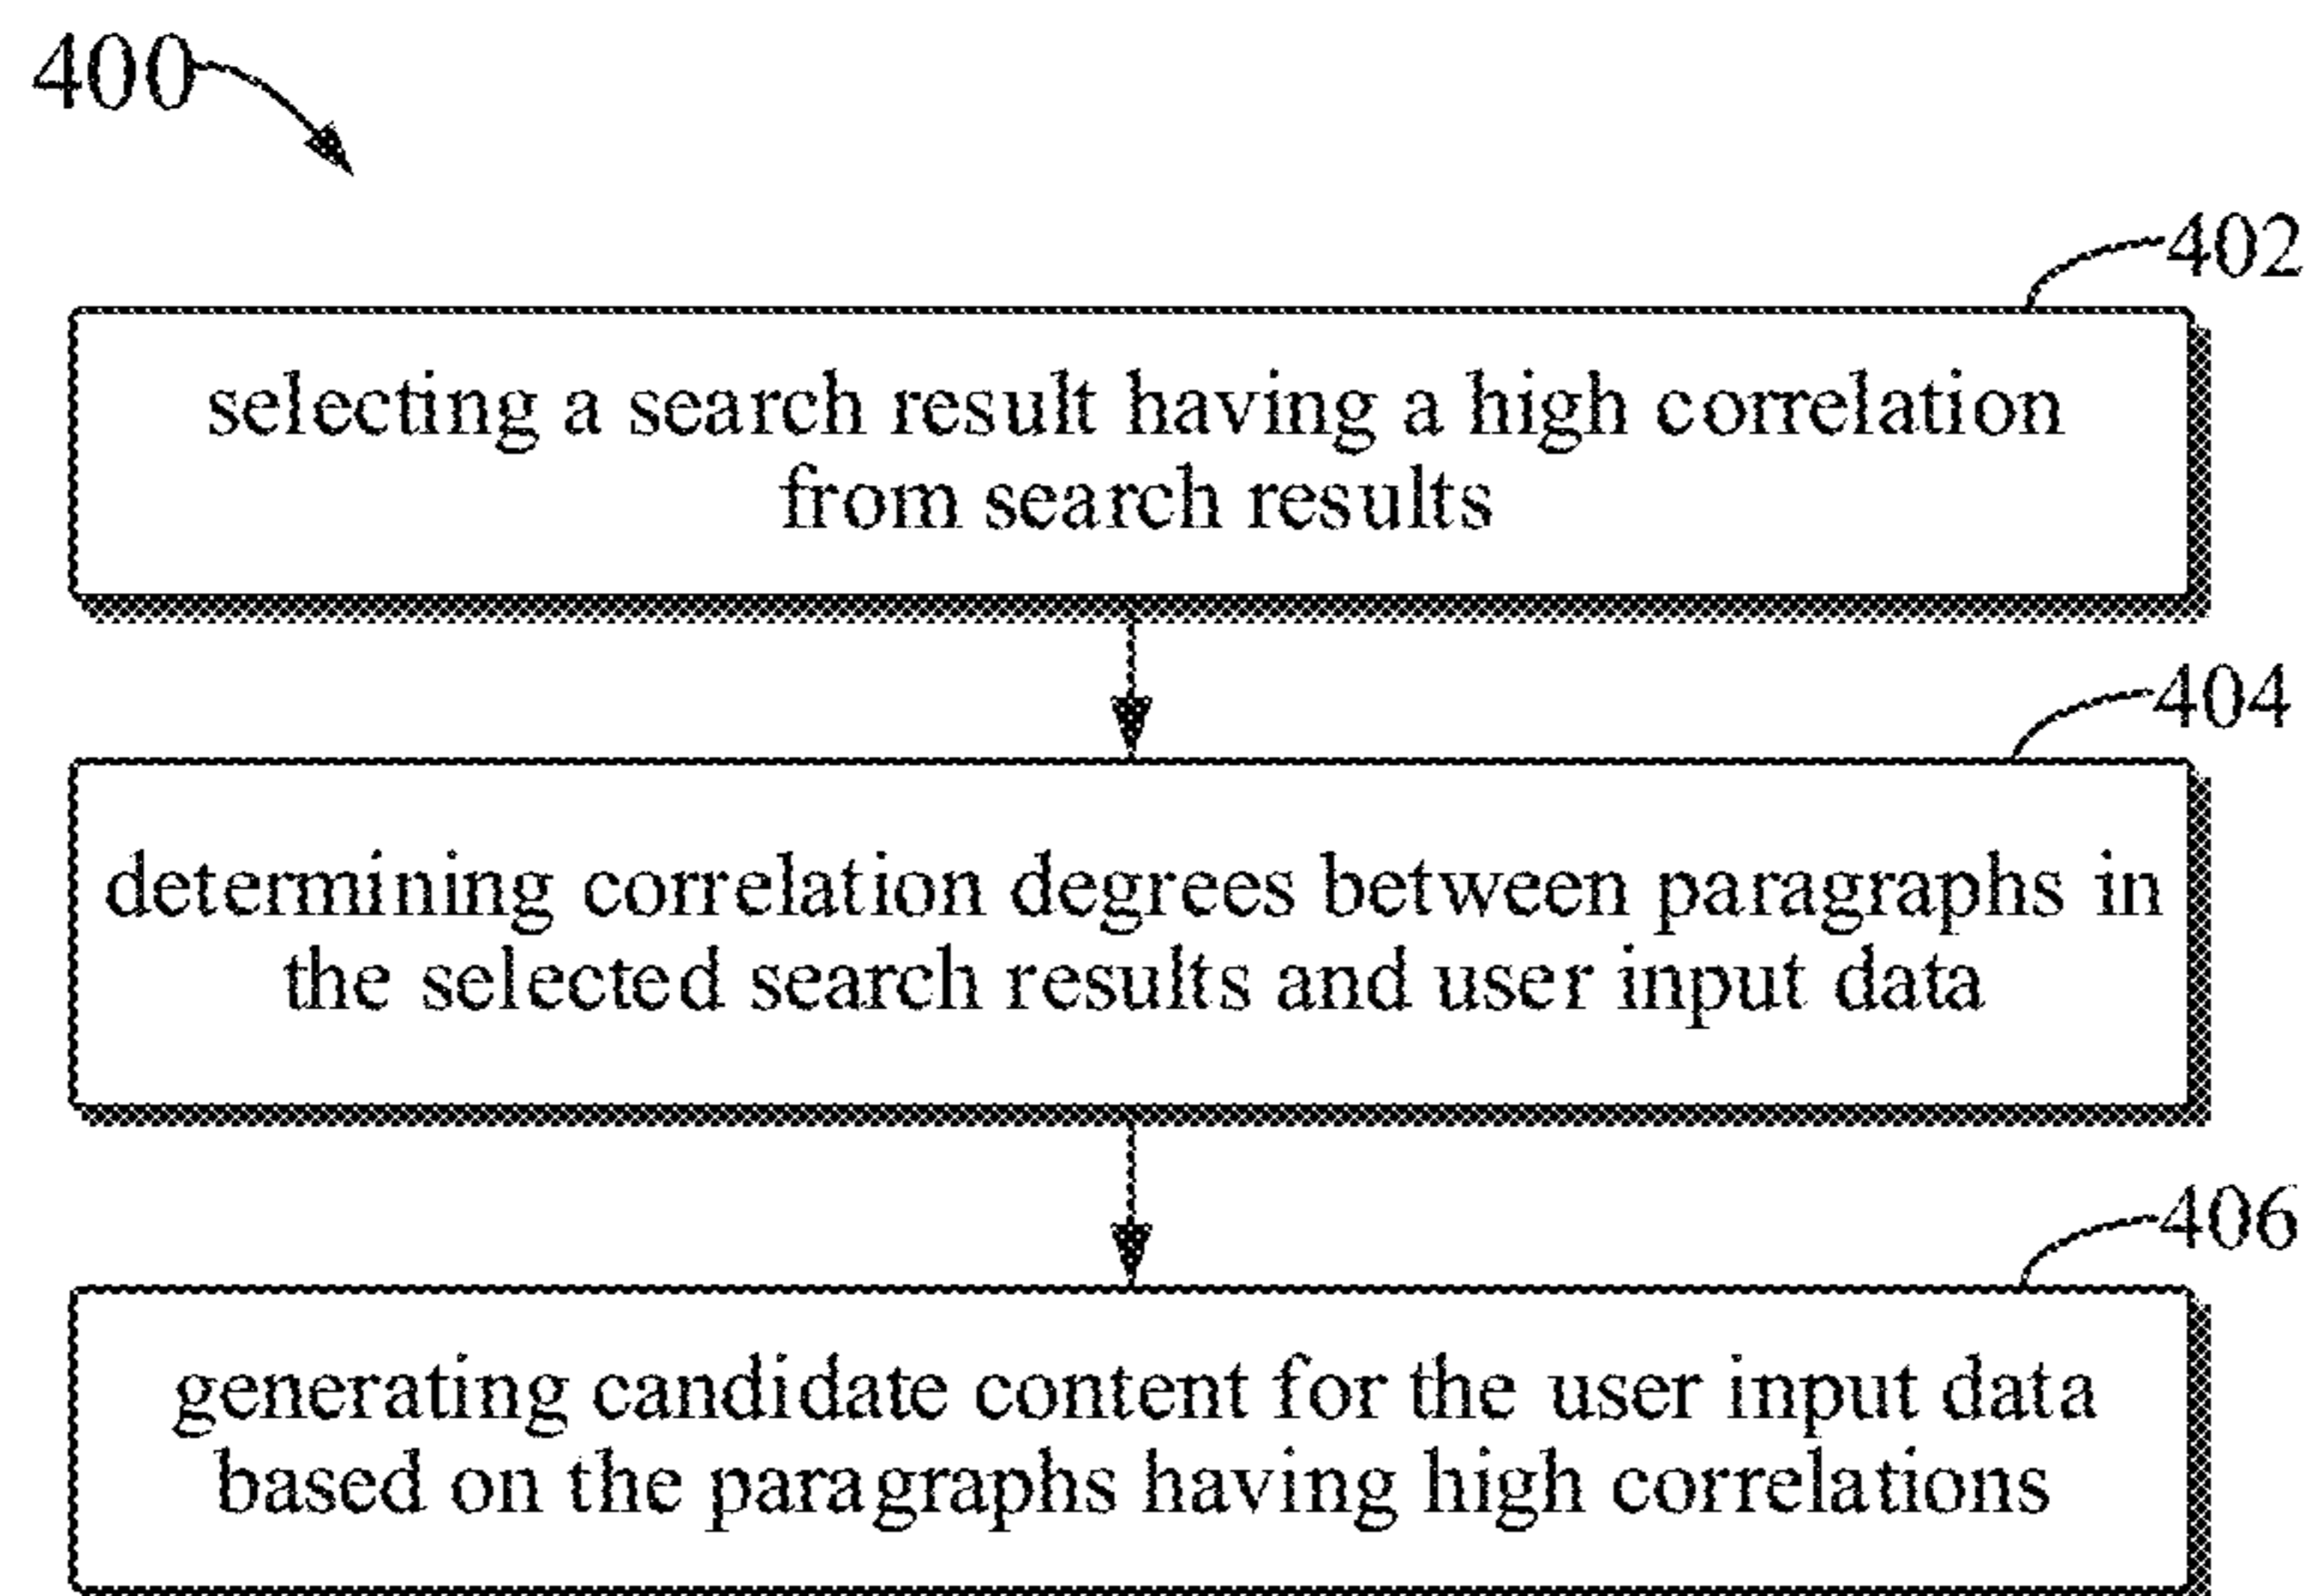 400
402
selecting a search result having a high correlation
from search results
404
determining correlation degrees between paragraphs in
the selected search results and user input data
406
generating candidate content for the user input data
based on the paragraphs having high correlations